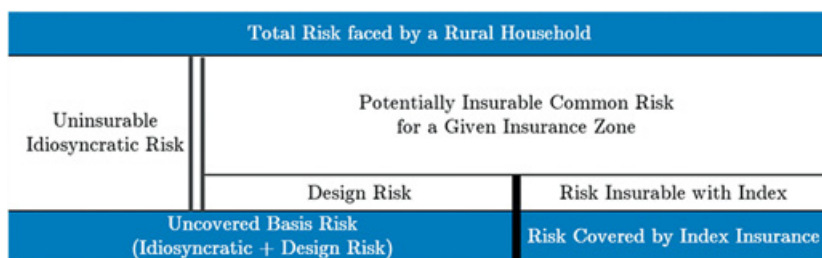 Total Risk faced by a Rural Household
Uninsurable
Idiosyncratic Risk
Potentially Insurable Common Risk
for a Given Insurance Zone
Design Risk
Risk Insurable with Index
Uncovered Basis Risk
(Idiosyncratic + Design Risk)
Risk Covered by Index Insurance